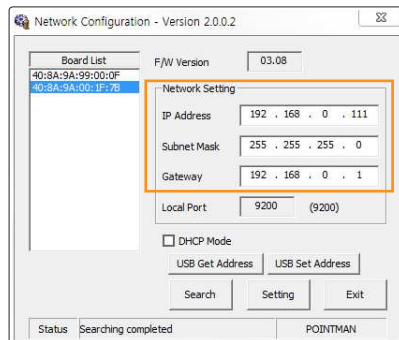 Network Configuration - Version 2.0.0.2
Board List
40:8A:9A:99:00:0F
40:8A:9A:00:1F:7B
F/W Version 03.08
Network Setting
IP Address 192 . 168 . 0 . 111
Subnet Mask 255 . 255 . 255 . 0
Gateway 192 . 168 . 0 . 1
Local Port 9200 (9200)
DHCP Mode
USB Get Address USB Set Address
Search Setting Exit
Status Searching completed POINTMAN